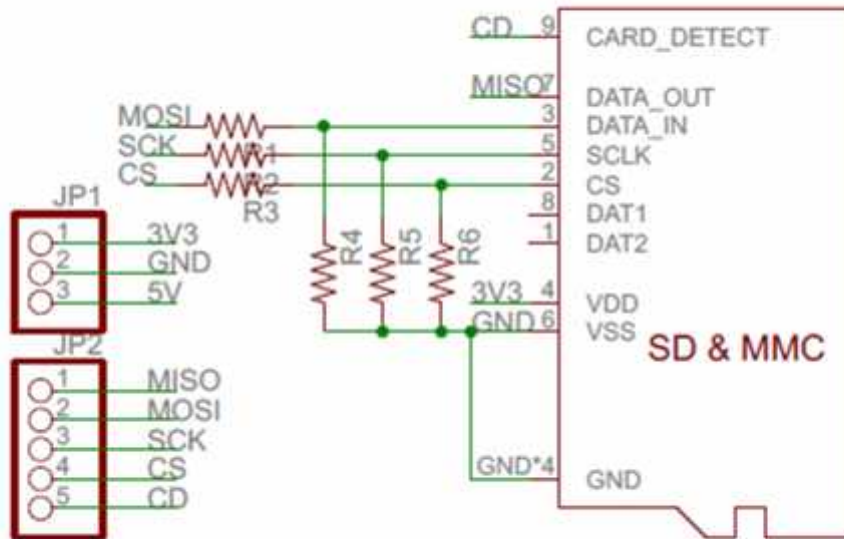 CD 9 CARD_DETECT
MISO 7 DATA_OUT
MOSI R1 3 DATA_IN
SCK R2 5 SCLK
CS R3 2 CS
8 DAT1
1 DAT2
JP1
1 3V3
2 GND
3 5V
R4 R5 R6
3V3 4 VDD
GND 6 VSS
SD & MMC
JP2
1 MISO
2 MOSI
3 SCK
4 CS
5 CD
GND*4 GND